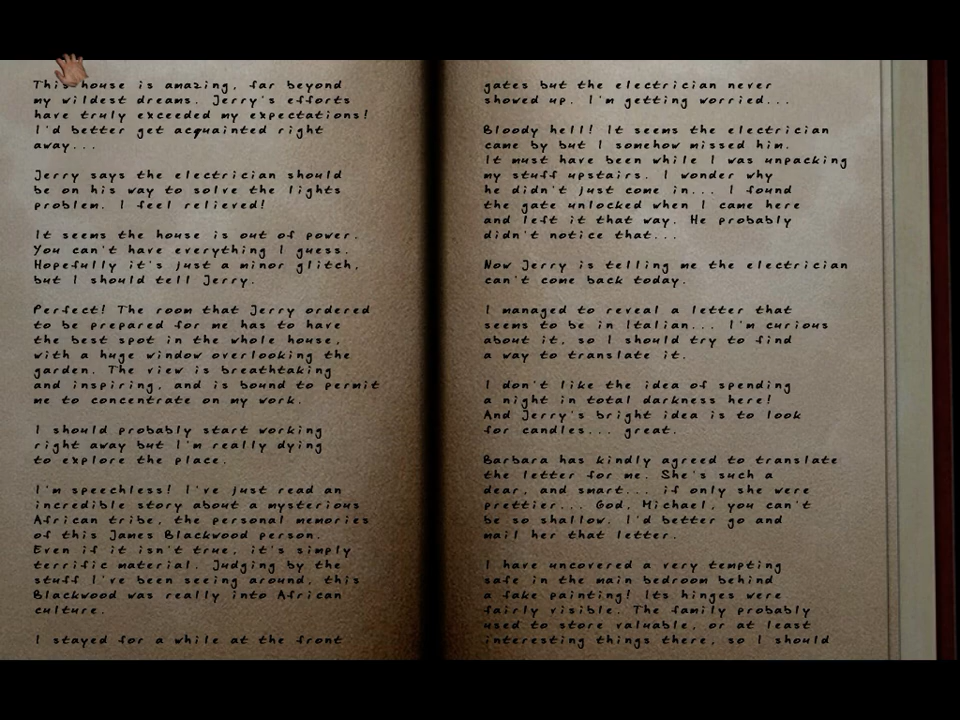 This house is amazing, far beyond
my wildest dreams. Jerry's efforts
have truly exceeded my expectations!
I'd better get acquainted right
away...

Jerry says the electrician should
be on his way to solve the lights
problem. I feel relieved!

It seems the house is out of power.
You can't have everything I guess.
Hopefully it's just a minor glitch,
but I should tell Jerry.

Perfect! The room that Jerry ordered
to be prepared for me has to have
the best spot in the whole house,
with a huge window overlooking the
garden. The view is breathtaking
and inspiring, and is bound to permit
me to concentrate on my work.

I should probably start working
right away but I'm really dying
to explore the place.

I'm speechless! I've just read an
incredible story about a mysterious
African tribe, the personal memories
of this James Blackwood person.
Even if it isn't true, it's simply
terrific material. Judging by the
stuff I've been seeing around, this
Blackwood was really into African
culture.

I stayed for a while at the front
gates but the electrician never
showed up. I'm getting worried...

Bloody hell! It seems the electrician
came by but I somehow missed him.
It must have been while I was unpacking
my stuff upstairs. I wonder why
he didn't just come in... I found
the gate unlocked when I came here
and left it that way. He probably
didn't notice that...

Now Jerry is telling me the electrician
can't come back today.

I managed to reveal a letter that
seems to be in Italian... I'm curious
about it, so I should try to find
a way to translate it.

I don't like the idea of spending
a night in total darkness here!
And Jerry's bright idea is to look
for candles... great.

Barbara has kindly agreed to translate
the letter for me. She's such a
dear, and smart... if only she were
prettier... God, Michael, you can't
be so shallow. I'd better go and
mail her that letter.

I have uncovered a very tempting
safe in the main bedroom behind
a fake painting! Its hinges were
fairly visible. The family probably
used to store valuable, or at least
interesting things there, so I should